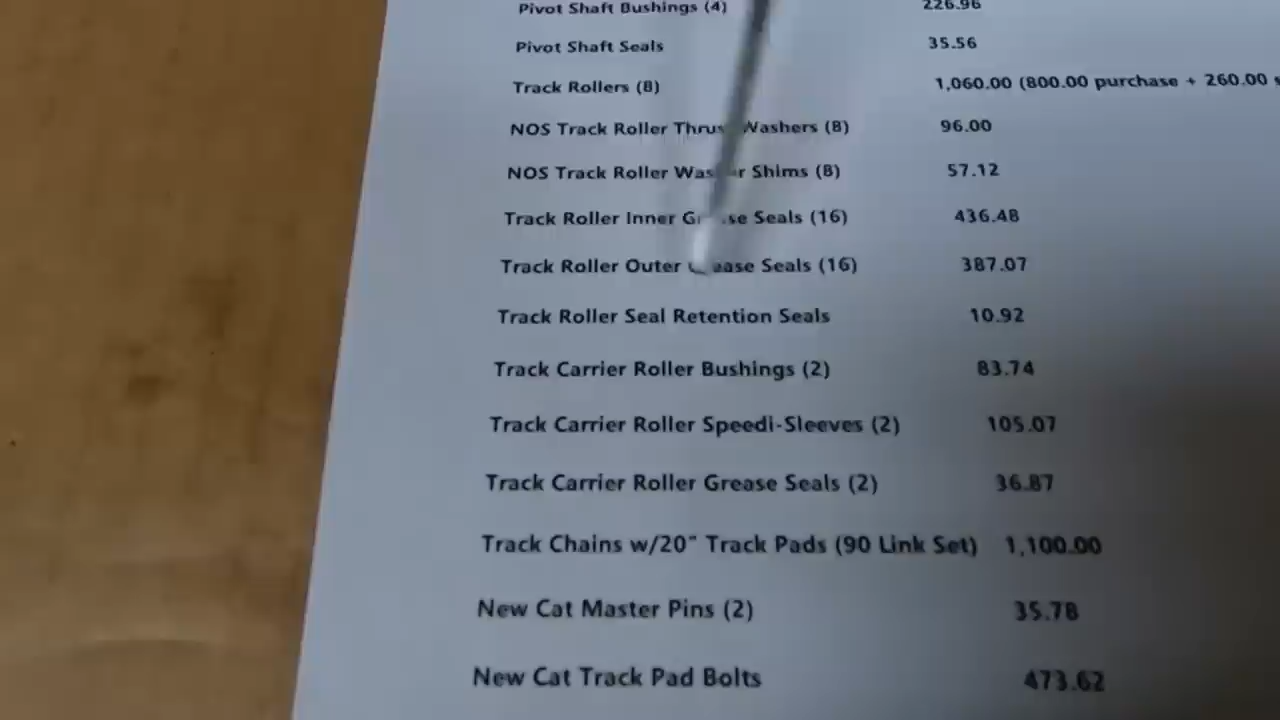 Pivot Shaft Bushings (4) 226.96
Pivot Shaft Seals 35.56
Track Rollers (8) 1,060.00 (800.00 purchase + 260.00
NOS Track Roller Thrust Washers (8) 96.00
NOS Track Roller Washer Shims (8) 57.12
Track Roller Inner Grease Seals (16) 436.48
Track Roller Outer Grease Seals (16) 387.07
Track Roller Seal Retention Seals 10.92
Track Carrier Roller Bushings (2) 83.74
Track Carrier Roller Speedi-Sleeves (2) 105.07
Track Carrier Roller Grease Seals (2) 36.87
Track Chains w/20" Track Pads (90 Link Set) 1,100.00
New Cat Master Pins (2) 35.78
New Cat Track Pad Bolts 473.62